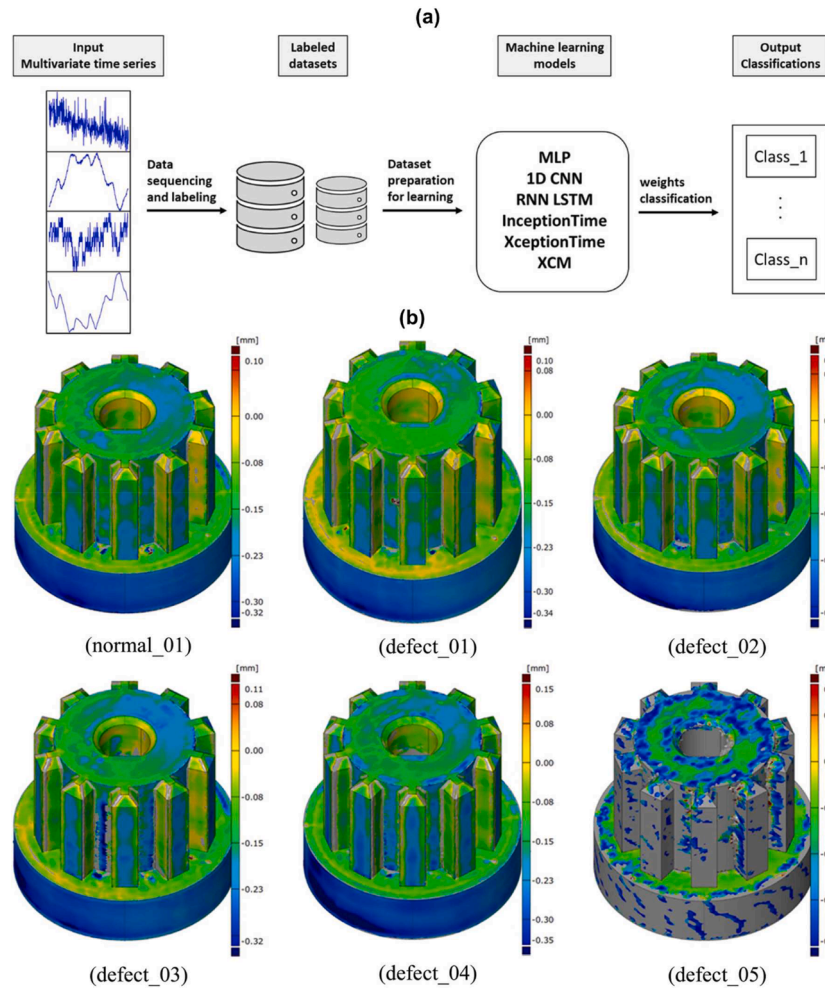 (a)
Input
Multivariate time series
Labeled
datasets
Machine learning
models
Output
Classifications
Data
sequencing
and labeling
Dataset
preparation
for learning
MLP
1D CNN
RNN LSTM
InceptionTime
XceptionTime
XCM
weights
classification
Class_1
Class_n
(b)
[mm]
0.10
0.00
-0.08
-0.15
-0.23
-0.30
-0.32
(normal_01)
[mm]
0.10
0.08
0.00
-0.08
-0.15
-0.23
-0.30
-0.34
(defect_01)
[mm]
(defect_02)
[mm]
0.11
0.08
0.00
-0.08
-0.15
-0.23
-0.32
(defect_03)
[mm]
0.15
0.08
0.00
-0.08
-0.15
-0.23
-0.30
-0.35
(defect_04)
[mm]
(defect_05)